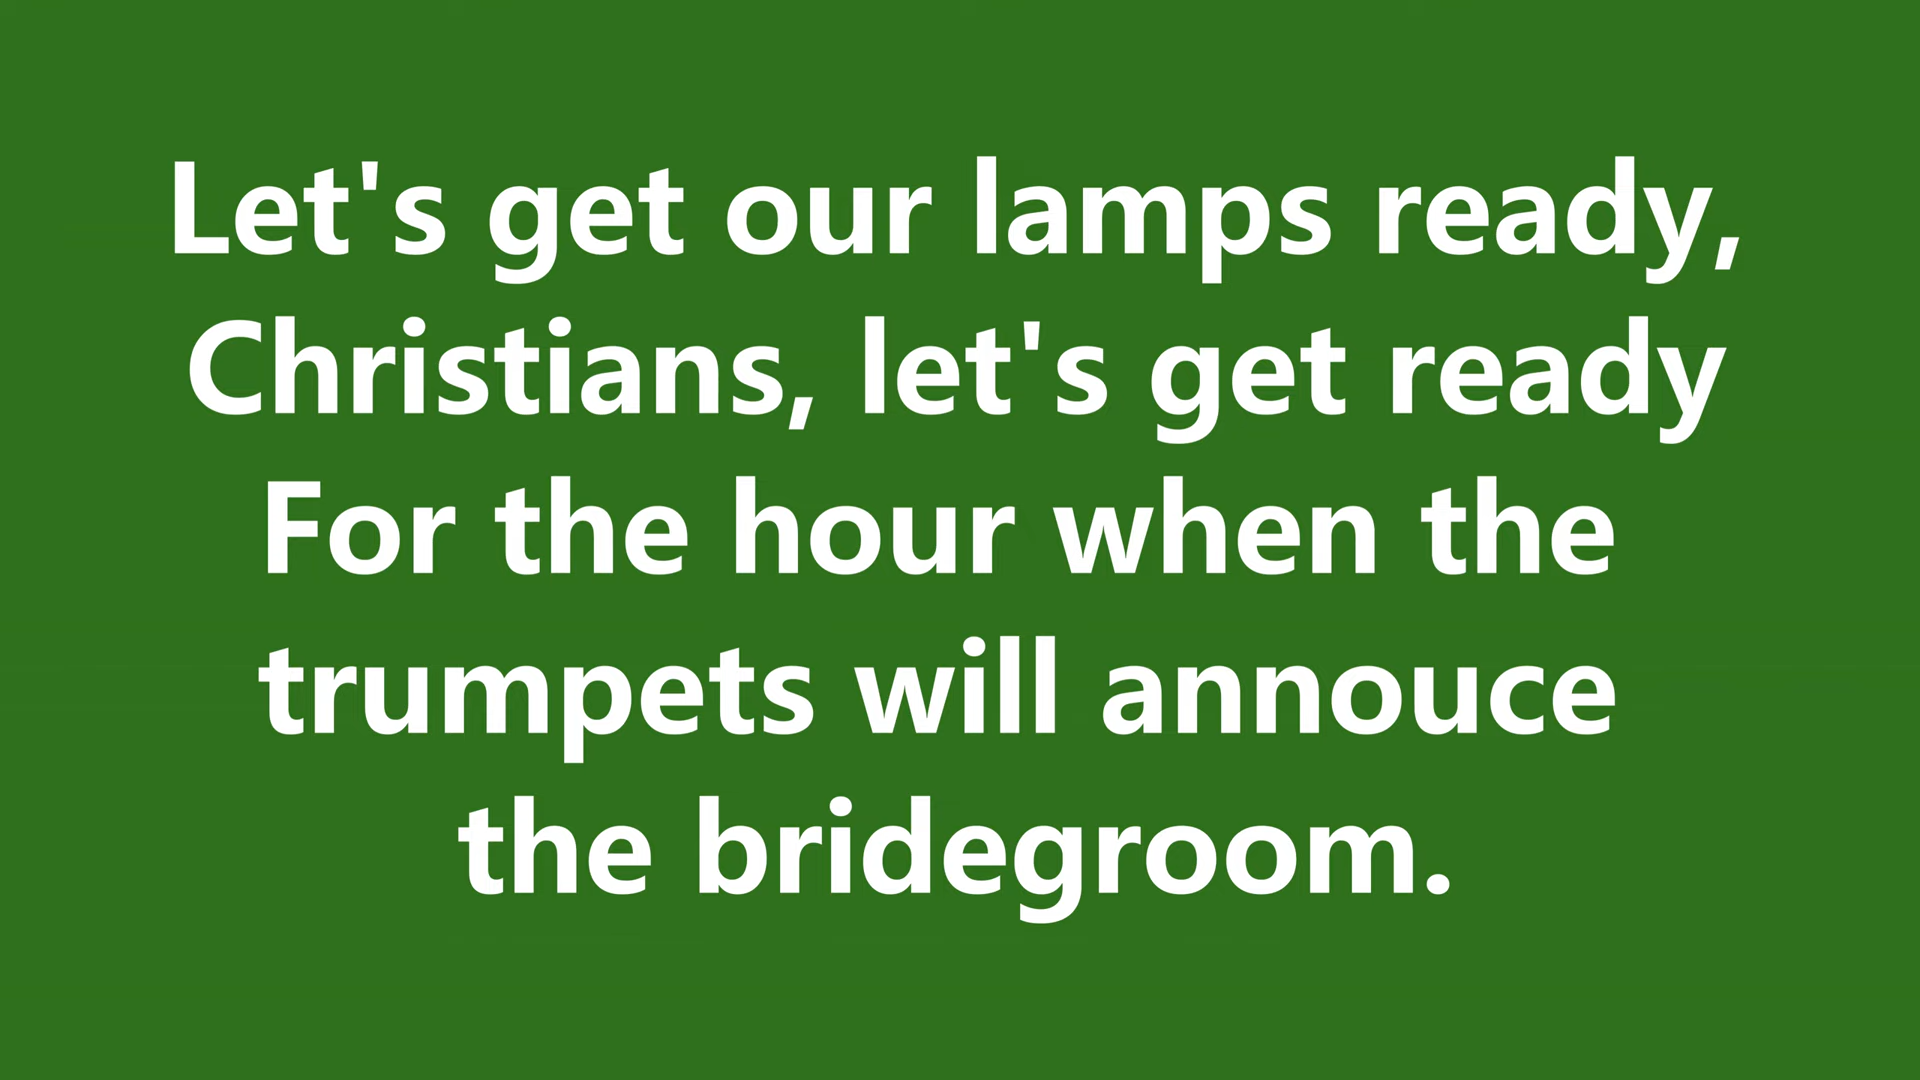 Let's get our lamps ready,
Christians, let's get ready
For the hour when the
trumpets will annouce
the bridegroom.